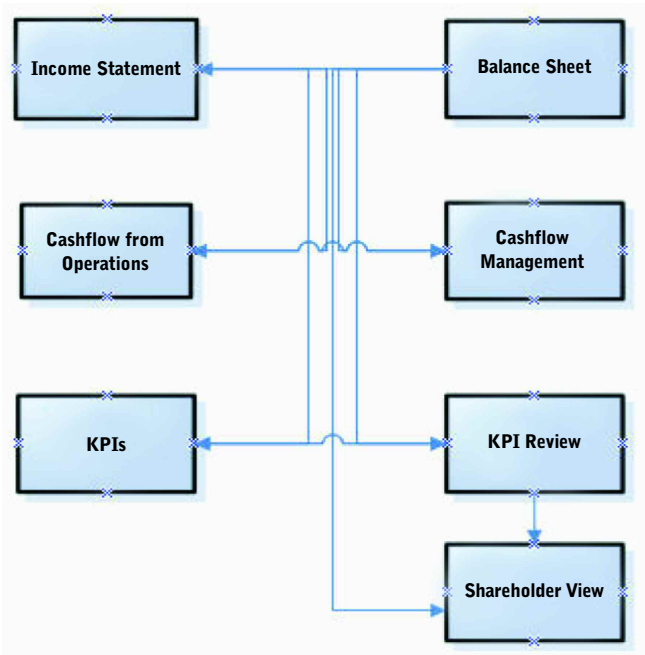 Income Statement
Balance Sheet
Cashflow from
Operations
Cashflow
Management
KPIs
KPI Review
Shareholder View